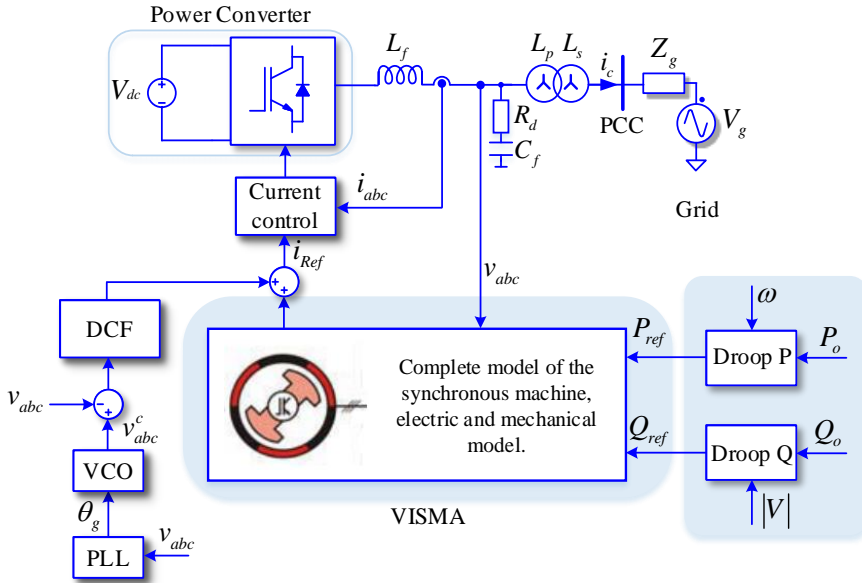 Power Converter
V_dc
L_f
L_p L_s
i_c
Z_g
R_d
C_f
PCC
V_g
Grid
Current
control
i_abc
i_Ref
v_abc
DCF
v_abc
v^c_abc
VCO
θ_g
PLL
v_abc
Complete model of the
synchronous machine,
electric and mechanical
model.
VISMA
P_ref
Q_ref
ω
Droop P
P_o
Droop Q
Q_o
|V|